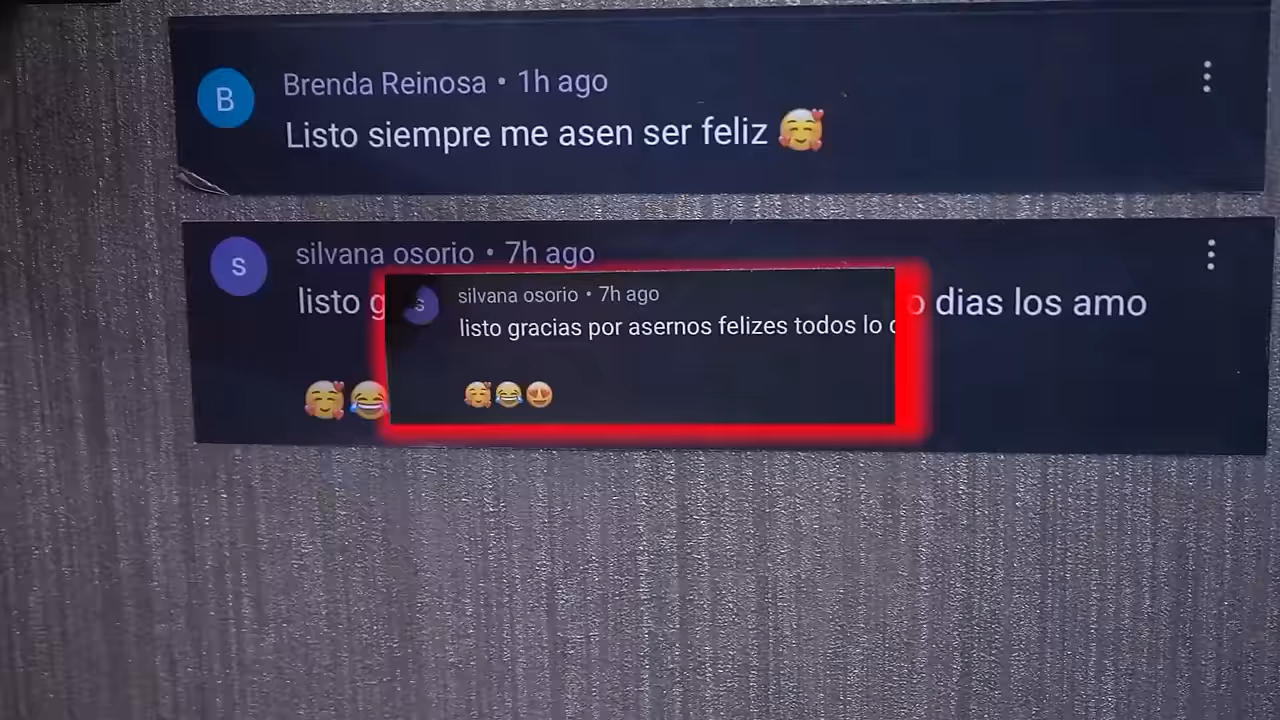 B
Brenda Reinosa • 1h ago
Listo siempre me asen ser feliz 🥰
s
silvana osorio • 7h ago
listo g
o dias los amo
🥰😂
s
silvana osorio • 7h ago
listo gracias por asernos felizes todos lo
🥰😂😍